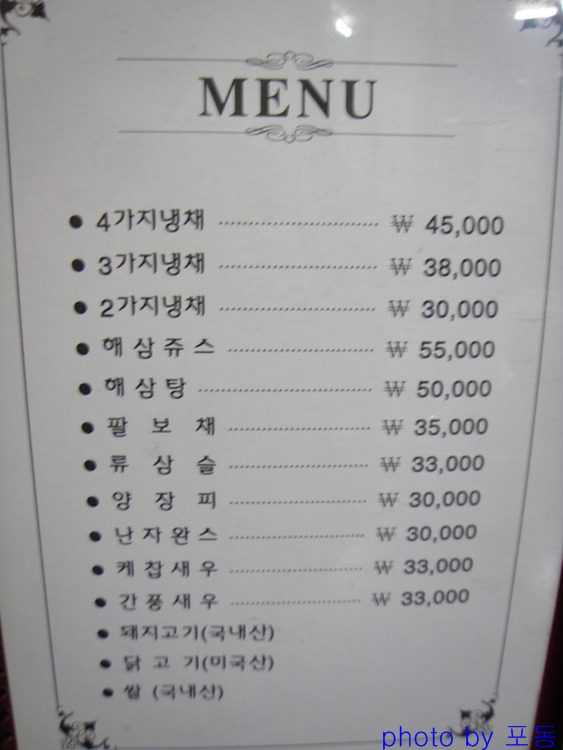 MENU
● 4가지냉채 ₩ 45,000
● 3가지냉채 ₩ 38,000
● 2가지냉채 ₩ 30,000
● 해삼쥬스 ₩ 55,000
● 해삼탕 ₩ 50,000
● 팔보채 ₩ 35,000
● 류삼슬 ₩ 33,000
● 양장피 ₩ 30,000
● 난자완스 ₩ 30,000
● 케찹새우 ₩ 33,000
● 간풍새우 ₩ 33,000
● 돼지고기(국내산)
● 닭고기(미국산)
● 쌀 (국내산)
photo by 포동